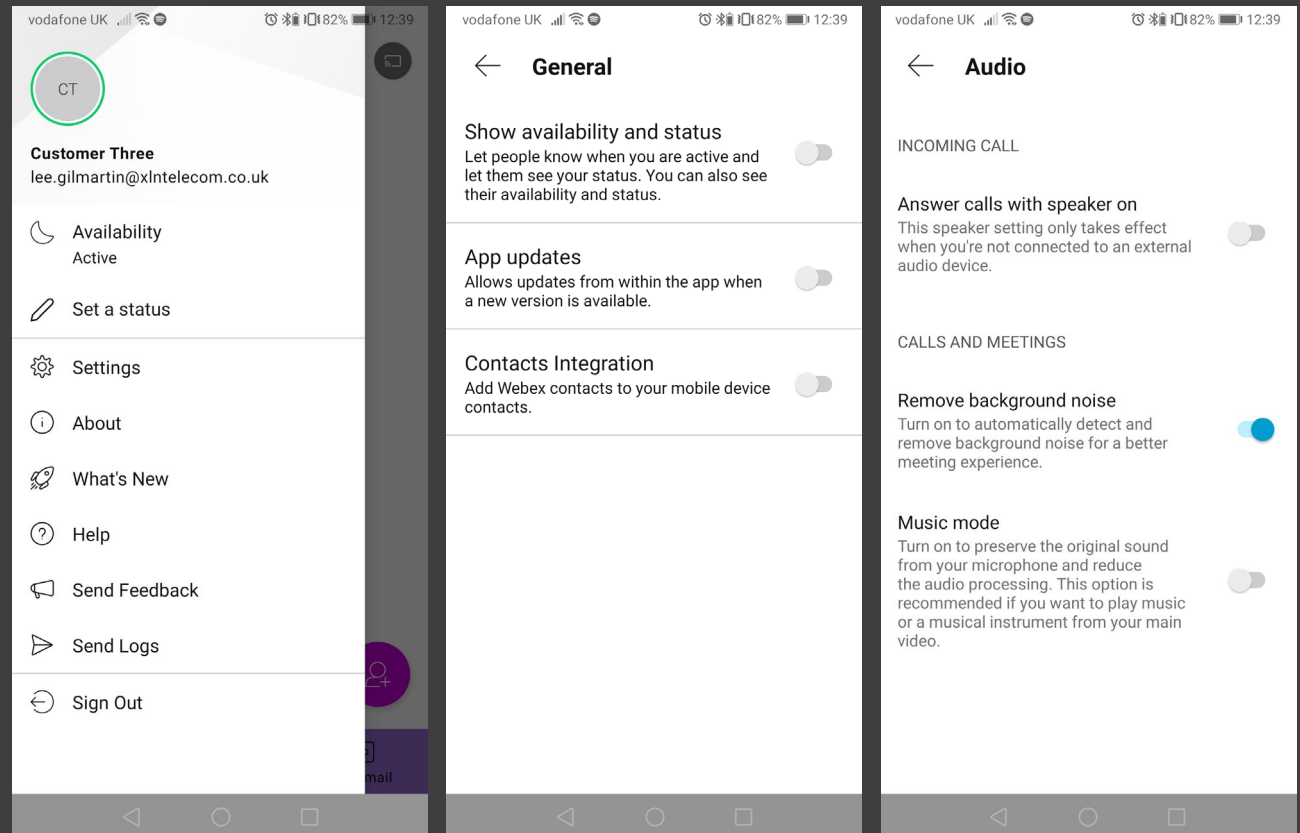 vodafone UK 82% 12:39
CT
Customer Three
lee.gilmartin@xlntelecom.co.uk
Availability
Active
Set a status
Settings
About
What's New
Help
Send Feedback
Send Logs
Sign Out
mail
vodafone UK 82% 12:39
General
Show availability and status
Let people know when you are active and
let them see your status. You can also see
their availability and status.
App updates
Allows updates from within the app when
a new version is available.
Contacts Integration
Add Webex contacts to your mobile device
contacts.
vodafone UK 82% 12:39
Audio
INCOMING CALL
Answer calls with speaker on
This speaker setting only takes effect
when you're not connected to an external
audio device.
CALLS AND MEETINGS
Remove background noise
Turn on to automatically detect and
remove background noise for a better
meeting experience.
Music mode
Turn on to preserve the original sound
from your microphone and reduce
the audio processing. This option is
recommended if you want to play music
or a musical instrument from your main
video.